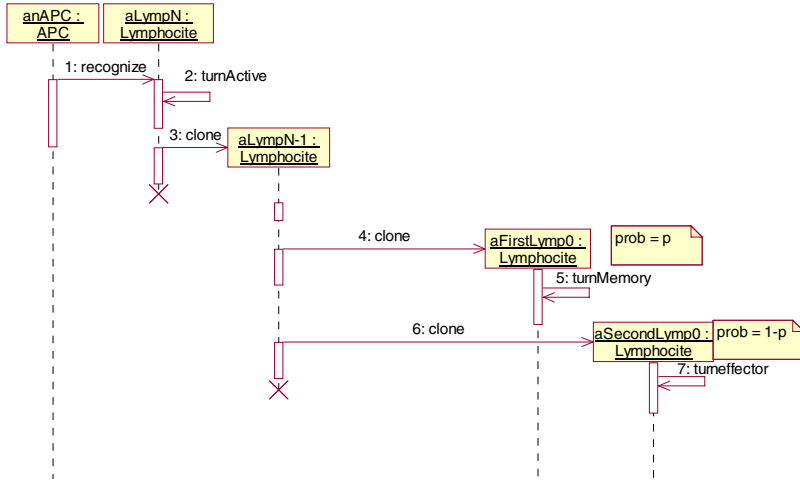 anAPC :
APC
aLympN :
Lymphocite
1: recognize
2: turnActive
3: clone
aLympN-1 :
Lymphocite
4: clone
aFirstLymp0 :
Lymphocite
prob = p
5: turnMemory
6: clone
aSecondLymp0 :
Lymphocite
prob = 1-p
7: turneffector